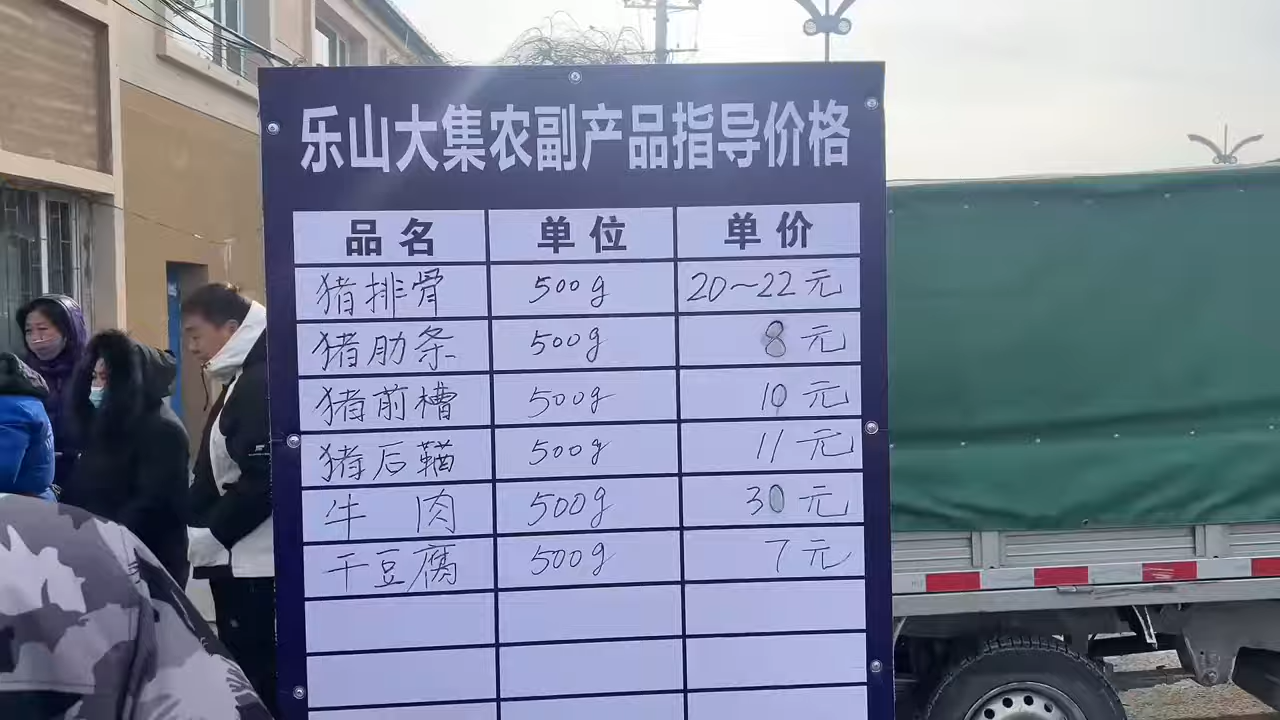 乐山大集农副产品指导价格
品名 单位 单价
猪排骨 500g 20~22元
猪肋条 500g 8元
猪前槽 500g 10元
猪后鞧 500g 11元
牛肉 500g 30元
干豆腐 500g 7元